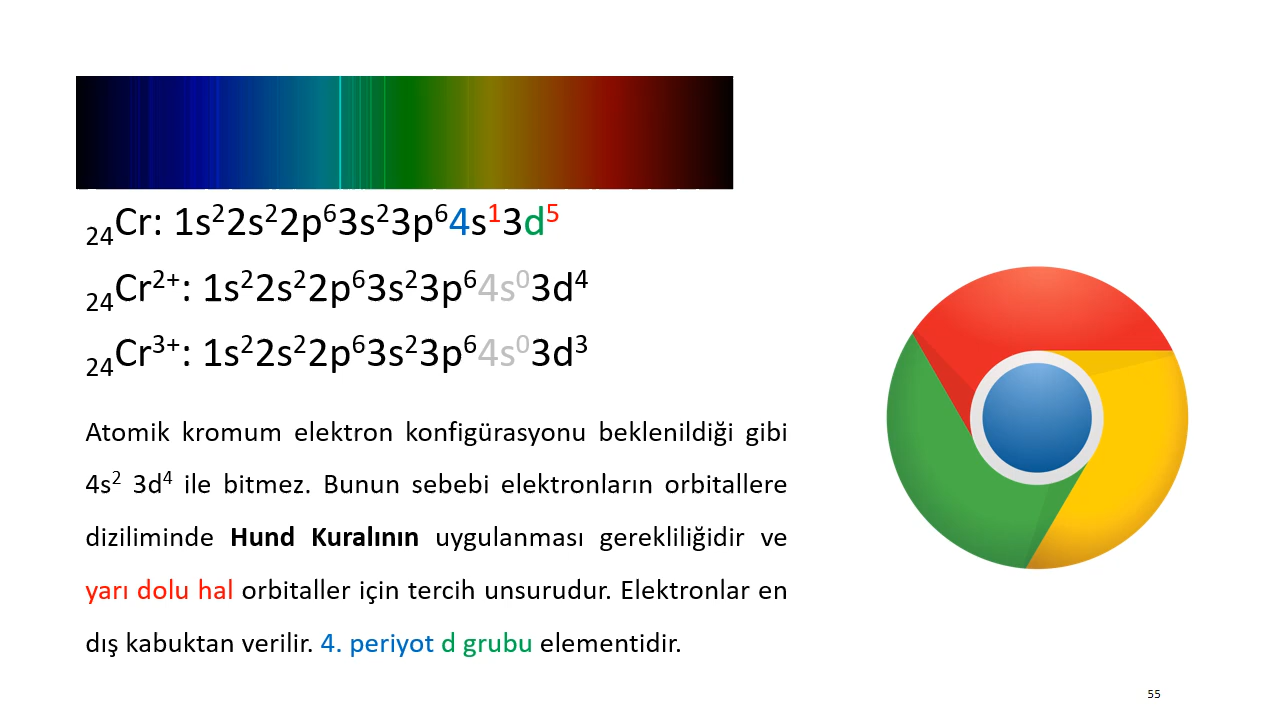 ₂₄Cr: 1s²2s²2p⁶3s²3p⁶4s¹3d⁵
₂₄Cr²⁺: 1s²2s²2p⁶3s²3p⁶4s⁰3d⁴
₂₄Cr³⁺: 1s²2s²2p⁶3s²3p⁶4s⁰3d³
Atomik kromum elektron konfigürasyonu beklenildiği gibi
4s² 3d⁴ ile bitmez. Bunun sebebi elektronların orbitallere
diziliminde Hund Kuralının uygulanması gerekliliğidir ve
yarı dolu hal orbitaller için tercih unsurudur. Elektronlar en
dış kabuktan verilir. 4. periyot d grubu elementidir.
55